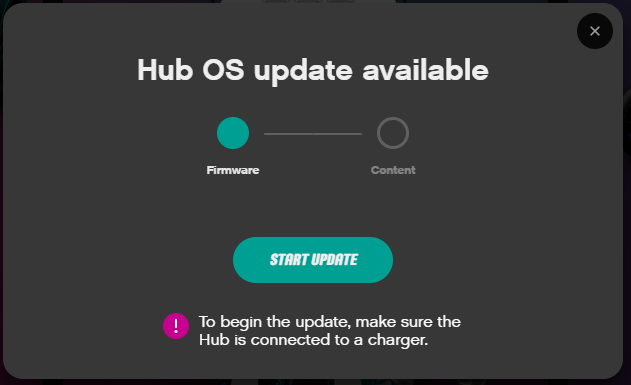 Hub OS update available
Firmware
Content
START UPDATE
To begin the update, make sure the
Hub is connected to a charger.